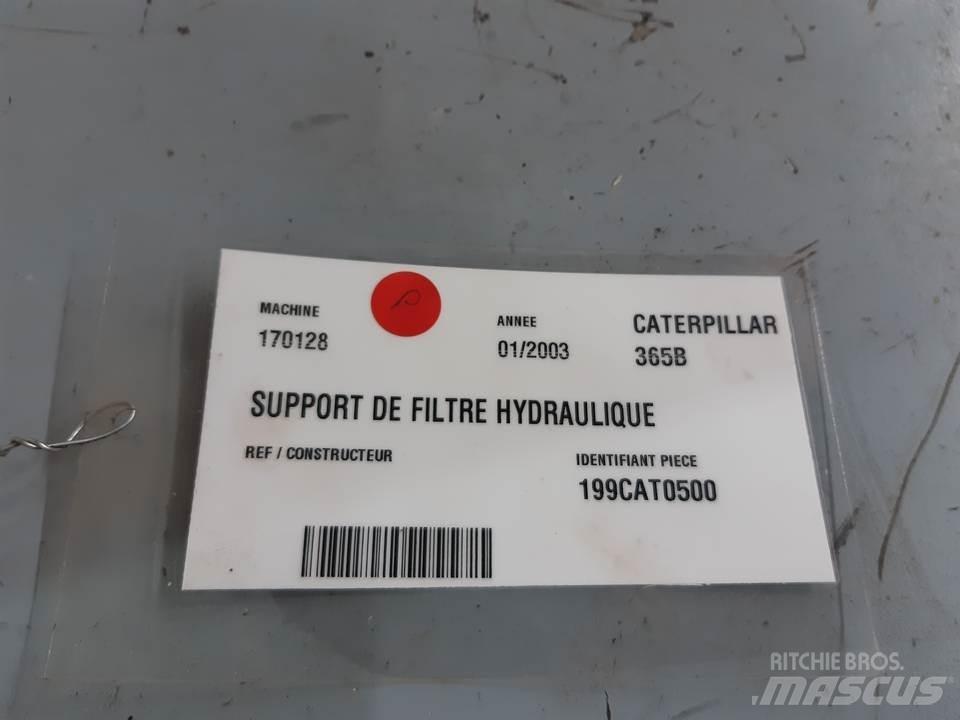 MACHINE
170128
ANNEE
01/2003
CATERPILLAR
365B
SUPPORT DE FILTRE HYDRAULIQUE
REF / CONSTRUCTEUR
IDENTIFIANT PIECE
199CAT0500
RITCHIE BROS.
MASCUS